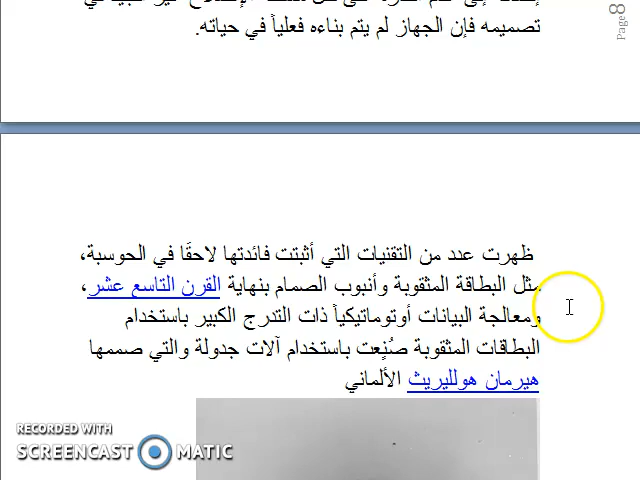 تصميمه فإن الجهاز لم يتم بناءه فعلياً في حياته.
Page8
ظهرت عدد من التقنيات التي أثبتت فائدتها لاحقًا في الحوسبة،
مثل البطاقة المثقوبة وأنبوب الصمام بنهاية القرن التاسع عشر،
ومعالجة البيانات أوتوماتيكياً ذات التدرج الكبير باستخدام
البطاقات المثقوبة صُنِعت باستخدام آلات جدولة والتي صممها
هيرمان هولليريث الألماني
RECORDED WITH
SCREENCAST MATIC